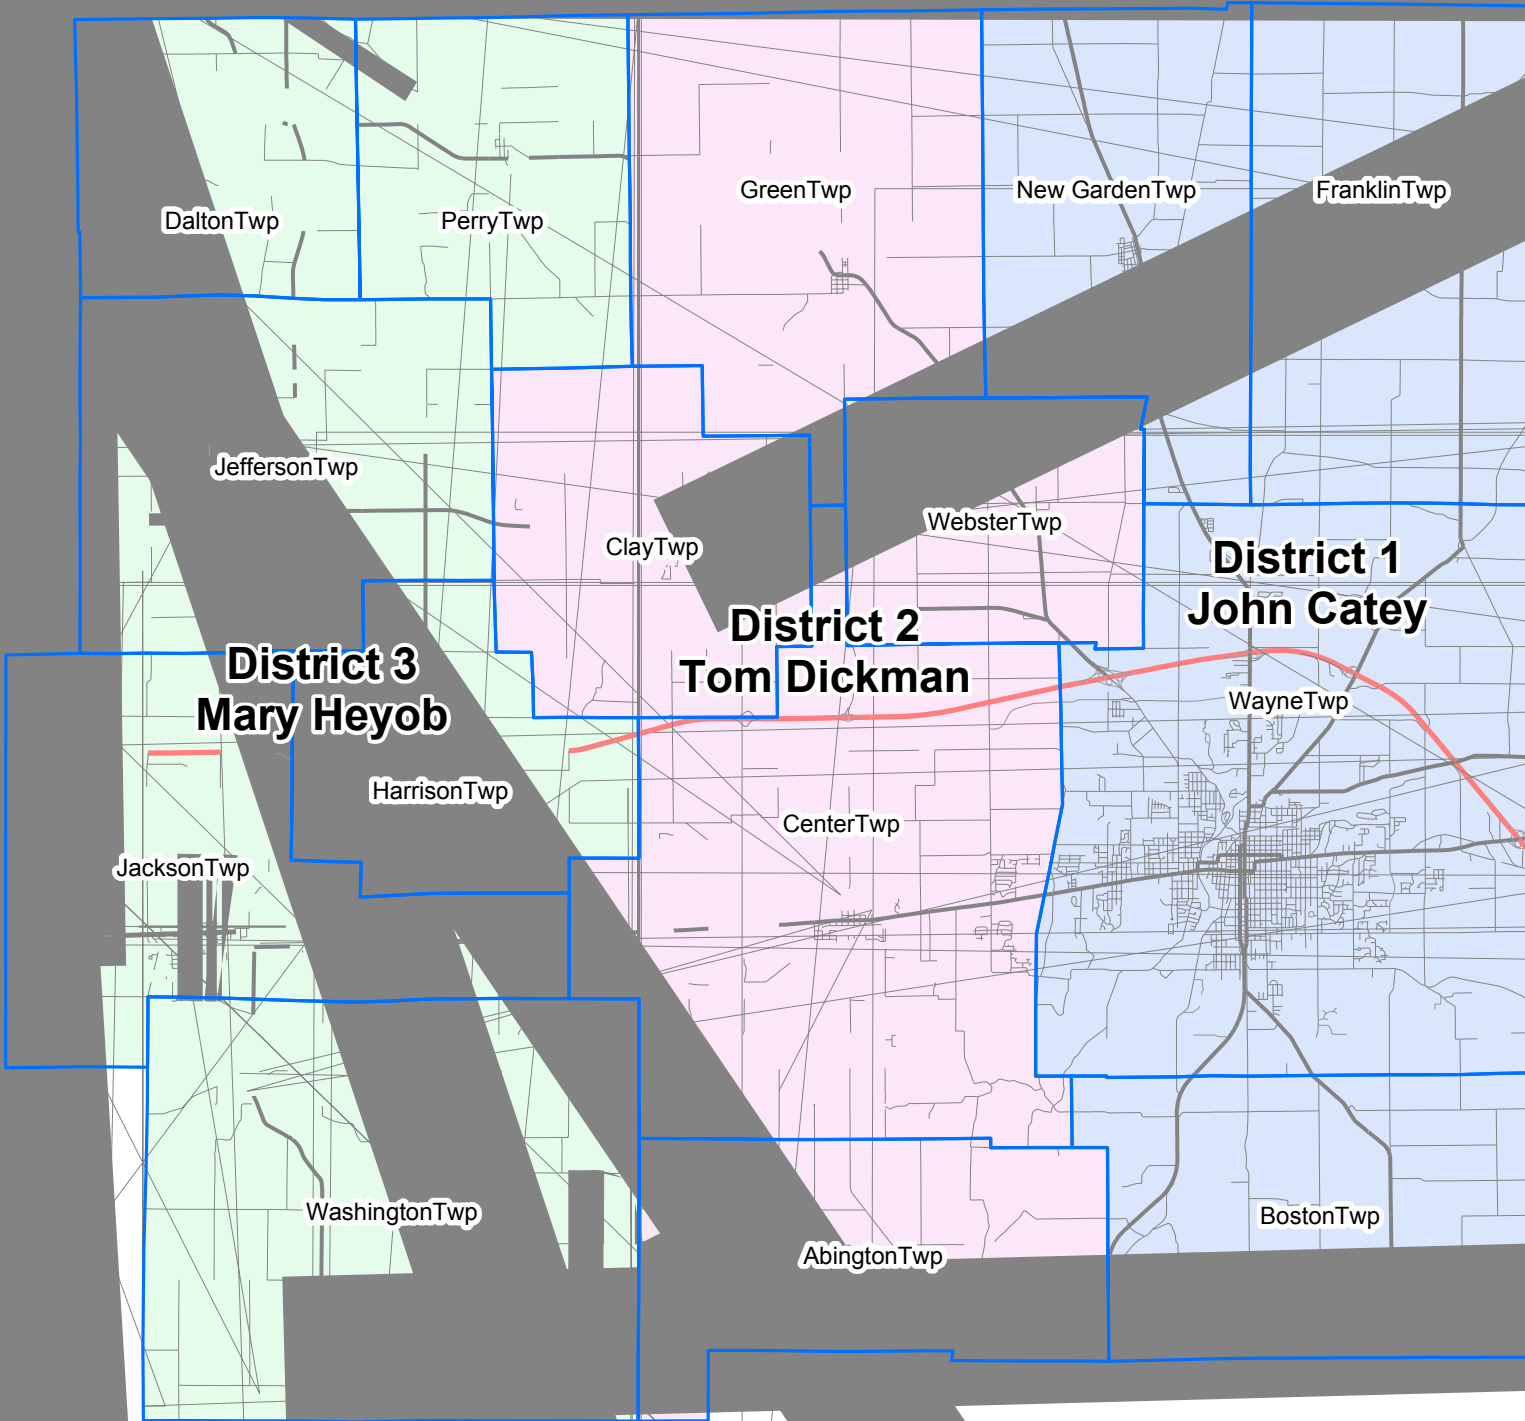 GreenTwp
New GardenTwp
FranklinTwp
DaltonTwp
PerryTwp
JeffersonTwp
ClayTwp
WebsterTwp
District 1
John Catey
District 2
Tom Dickman
District 3
Mary Heyob
WayneTwp
HarrisonTwp
CenterTwp
JacksonTwp
WashingtonTwp
BostonTwp
AbingtonTwp